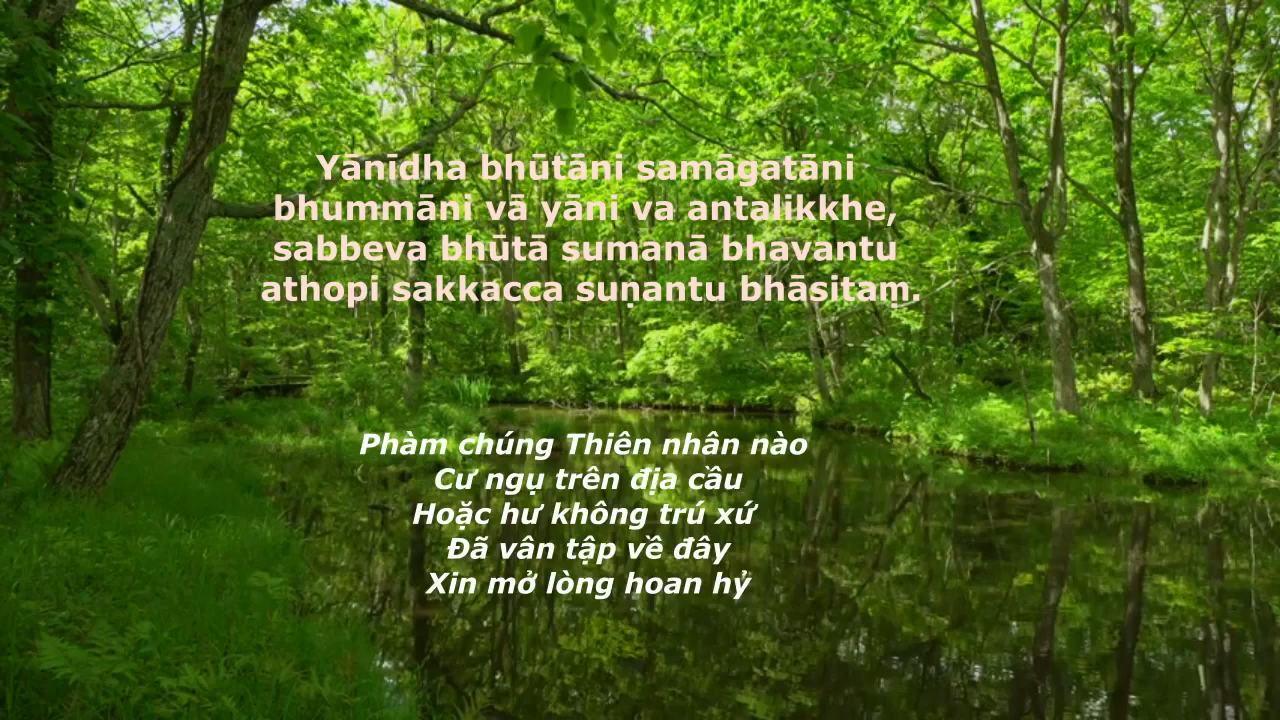 Yānīdha bhūtāni samāgatāni
bhummāni vā yāni va antalikkhe,
sabbeva bhūtā sumanā bhavantu
athopi sakkacca suṇantu bhāsitaṃ.
Phàm chúng Thiên nhân nào
Cư ngụ trên địa cầu
Hoặc hư không trú xứ
Đã vân tập về đây
Xin mở lòng hoan hỷ